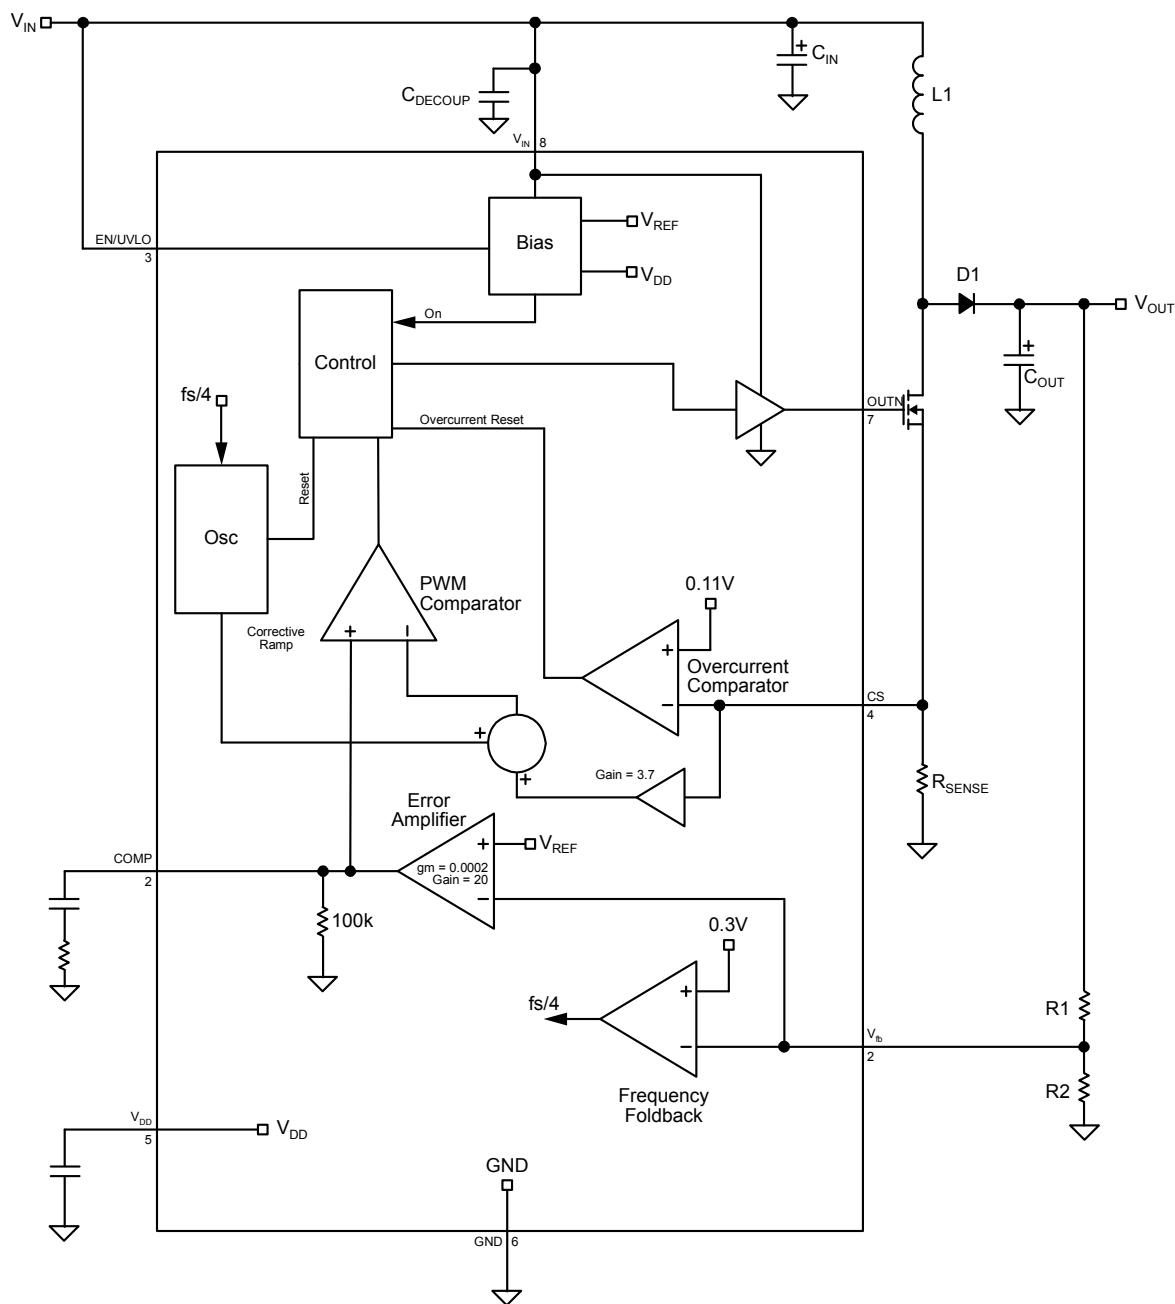 VIN
CIN
L1
CDECOUP
VIN 8
EN/UVLO
3
Bias
VREF
VDD
On
Control
D1
VOUT
COUT
fs/4
OUTN
7
Overcurrent Reset
Reset
Osc
PWM
Comparator
0.11V
Corrective
Ramp
+
−
+
Overcurrent
Comparator
−
CS
4
+
+
Gain = 3.7
RSENSE
Error
Amplifier
+
VREF
gm = 0.0002
Gain = 20
−
COMP
2
100k
0.3V
fs/4
+
−
R1
Vfb
2
R2
Frequency
Foldback
VDD
5
VDD
GND
GND 6